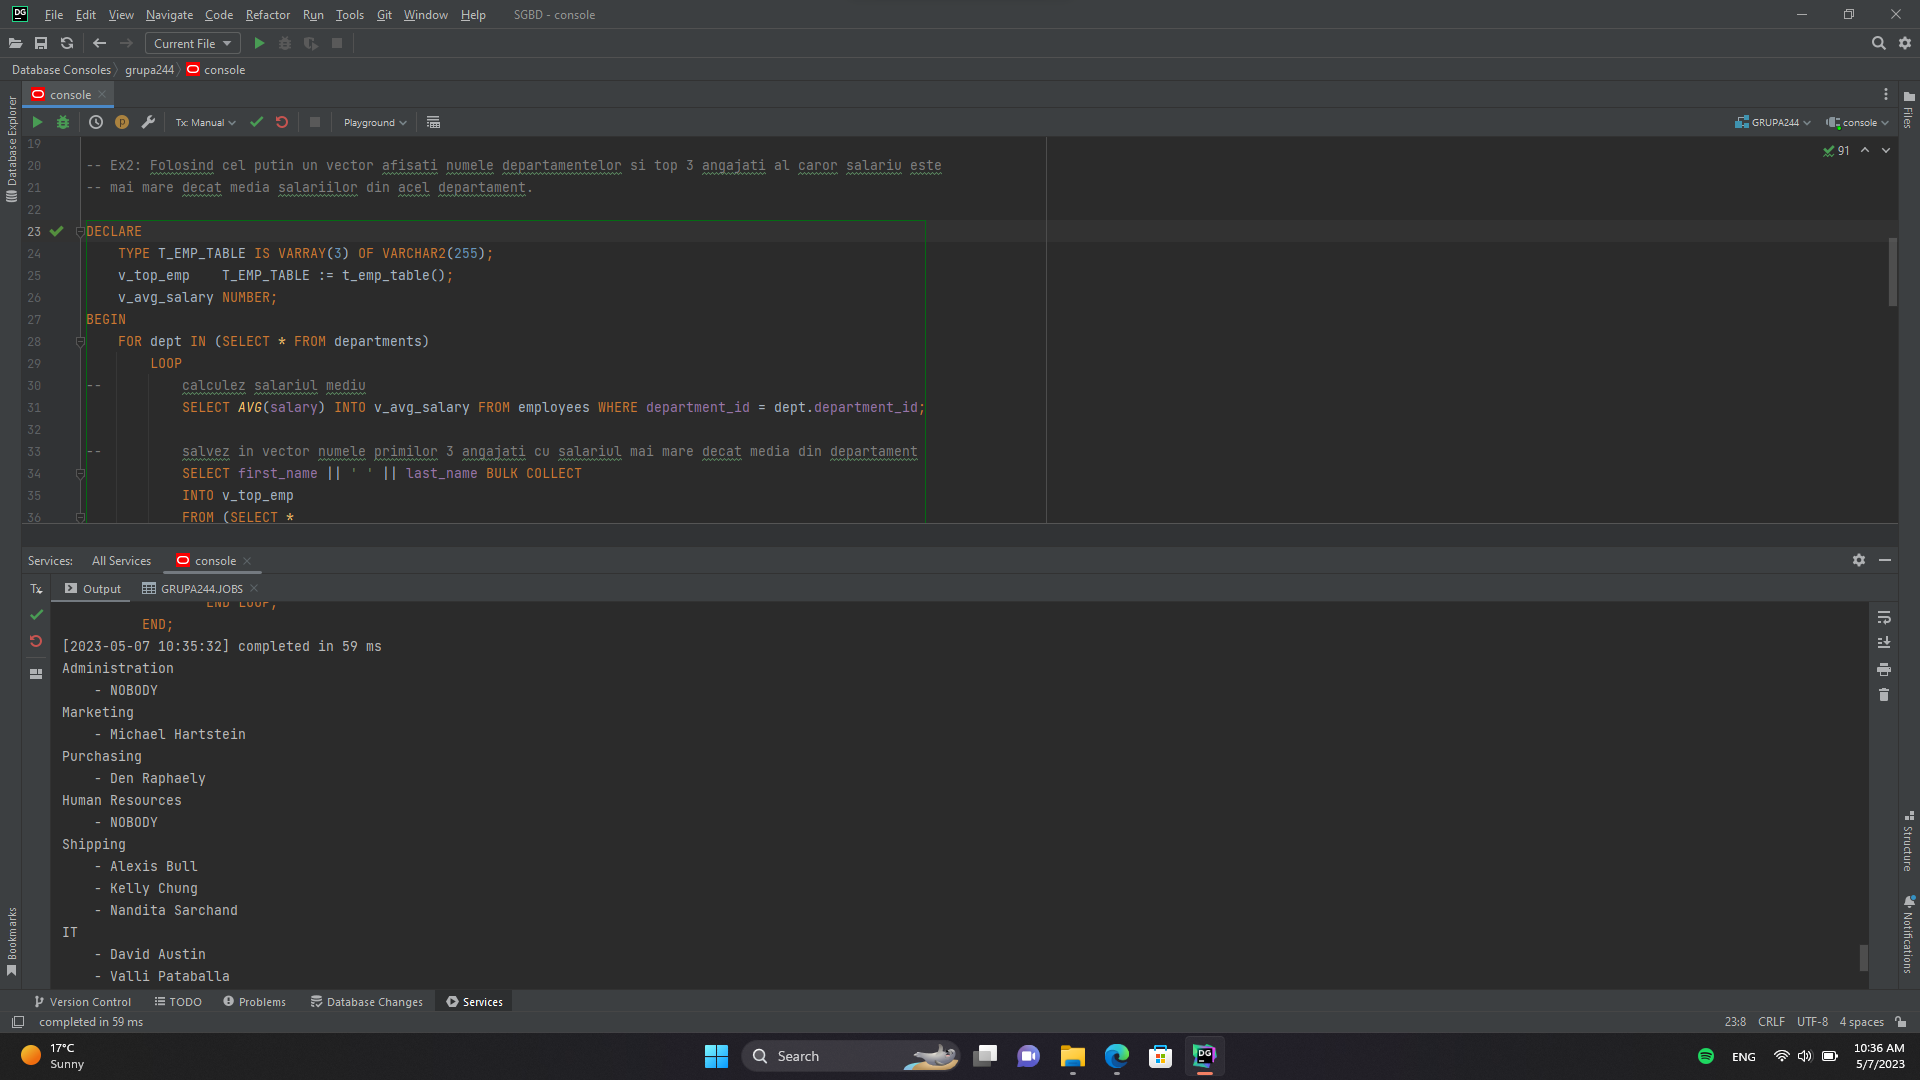 File Edit View Navigate Code Refactor Run Tools Git Window Help SGBD - console
Current File
Database Consoles grupa244 console
console
Tx: Manual Playground GRUPA244 console
Database Explorer
Files
91
19
20 -- Ex2: Folosind cel putin un vector afisati numele departamentelor si top 3 angajati al caror salariu este
21 -- mai mare decat media salariilor din acel departament.
22
23 DECLARE
24 TYPE T_EMP_TABLE IS VARRAY(3) OF VARCHAR2(255);
25 v_top_emp    T_EMP_TABLE := t_emp_table();
26 v_avg_salary NUMBER;
27 BEGIN
28 FOR dept IN (SELECT * FROM departments)
29 LOOP
30 -- calculez salariul mediu
31 SELECT AVG(salary) INTO v_avg_salary FROM employees WHERE department_id = dept.department_id;
32
33 -- salvez in vector numele primilor 3 angajati cu salariul mai mare decat media din departament
34 SELECT first_name || ' ' || last_name BULK COLLECT
35 INTO v_top_emp
36 FROM (SELECT *
Services: All Services console
Tx Output GRUPA244.JOBS
END LOOP;
END;
[2023-05-07 10:35:32] completed in 59 ms
Administration
- NOBODY
Marketing
- Michael Hartstein
Purchasing
- Den Raphaely
Human Resources
- NOBODY
Shipping
- Alexis Bull
- Kelly Chung
- Nandita Sarchand
IT
- David Austin
- Valli Pataballa
Structure
Notifications
Bookmarks
Version Control TODO Problems Database Changes Services
completed in 59 ms 23:8 CRLF UTF-8 4 spaces
17°C
Sunny
Search
DG
ENG
10:36 AM
5/7/2023